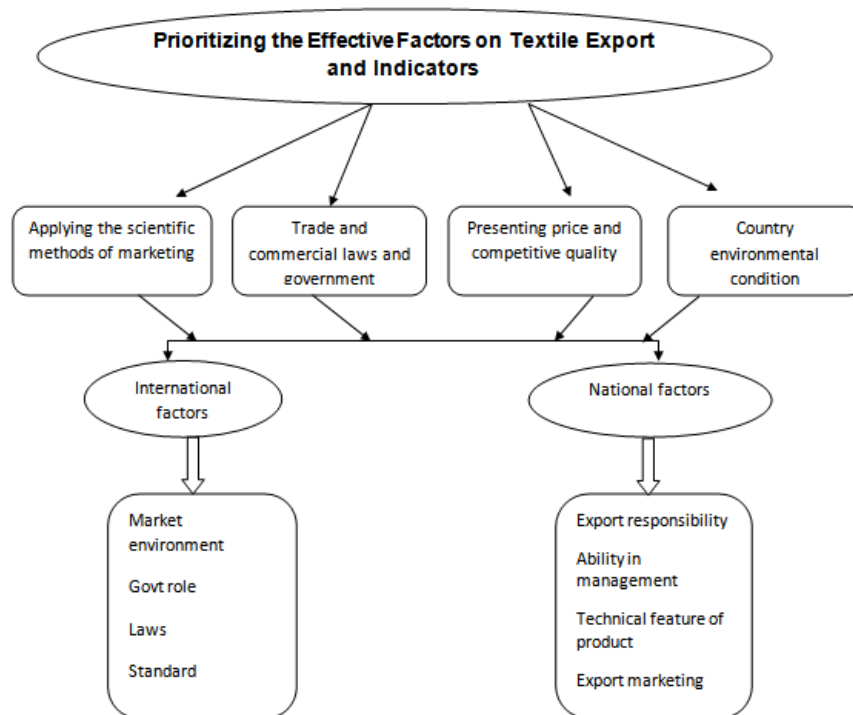 Prioritizing the Effective Factors on Textile Export
and Indicators
Applying the scientific
methods of marketing
Trade and
commercial laws and
government
Presenting price and
competitive quality
Country
environmental
condition
International
factors
National factors
Market
environment
Govt role
Laws
Standard
Export responsibility
Ability in
management
Technical feature of
product
Export marketing